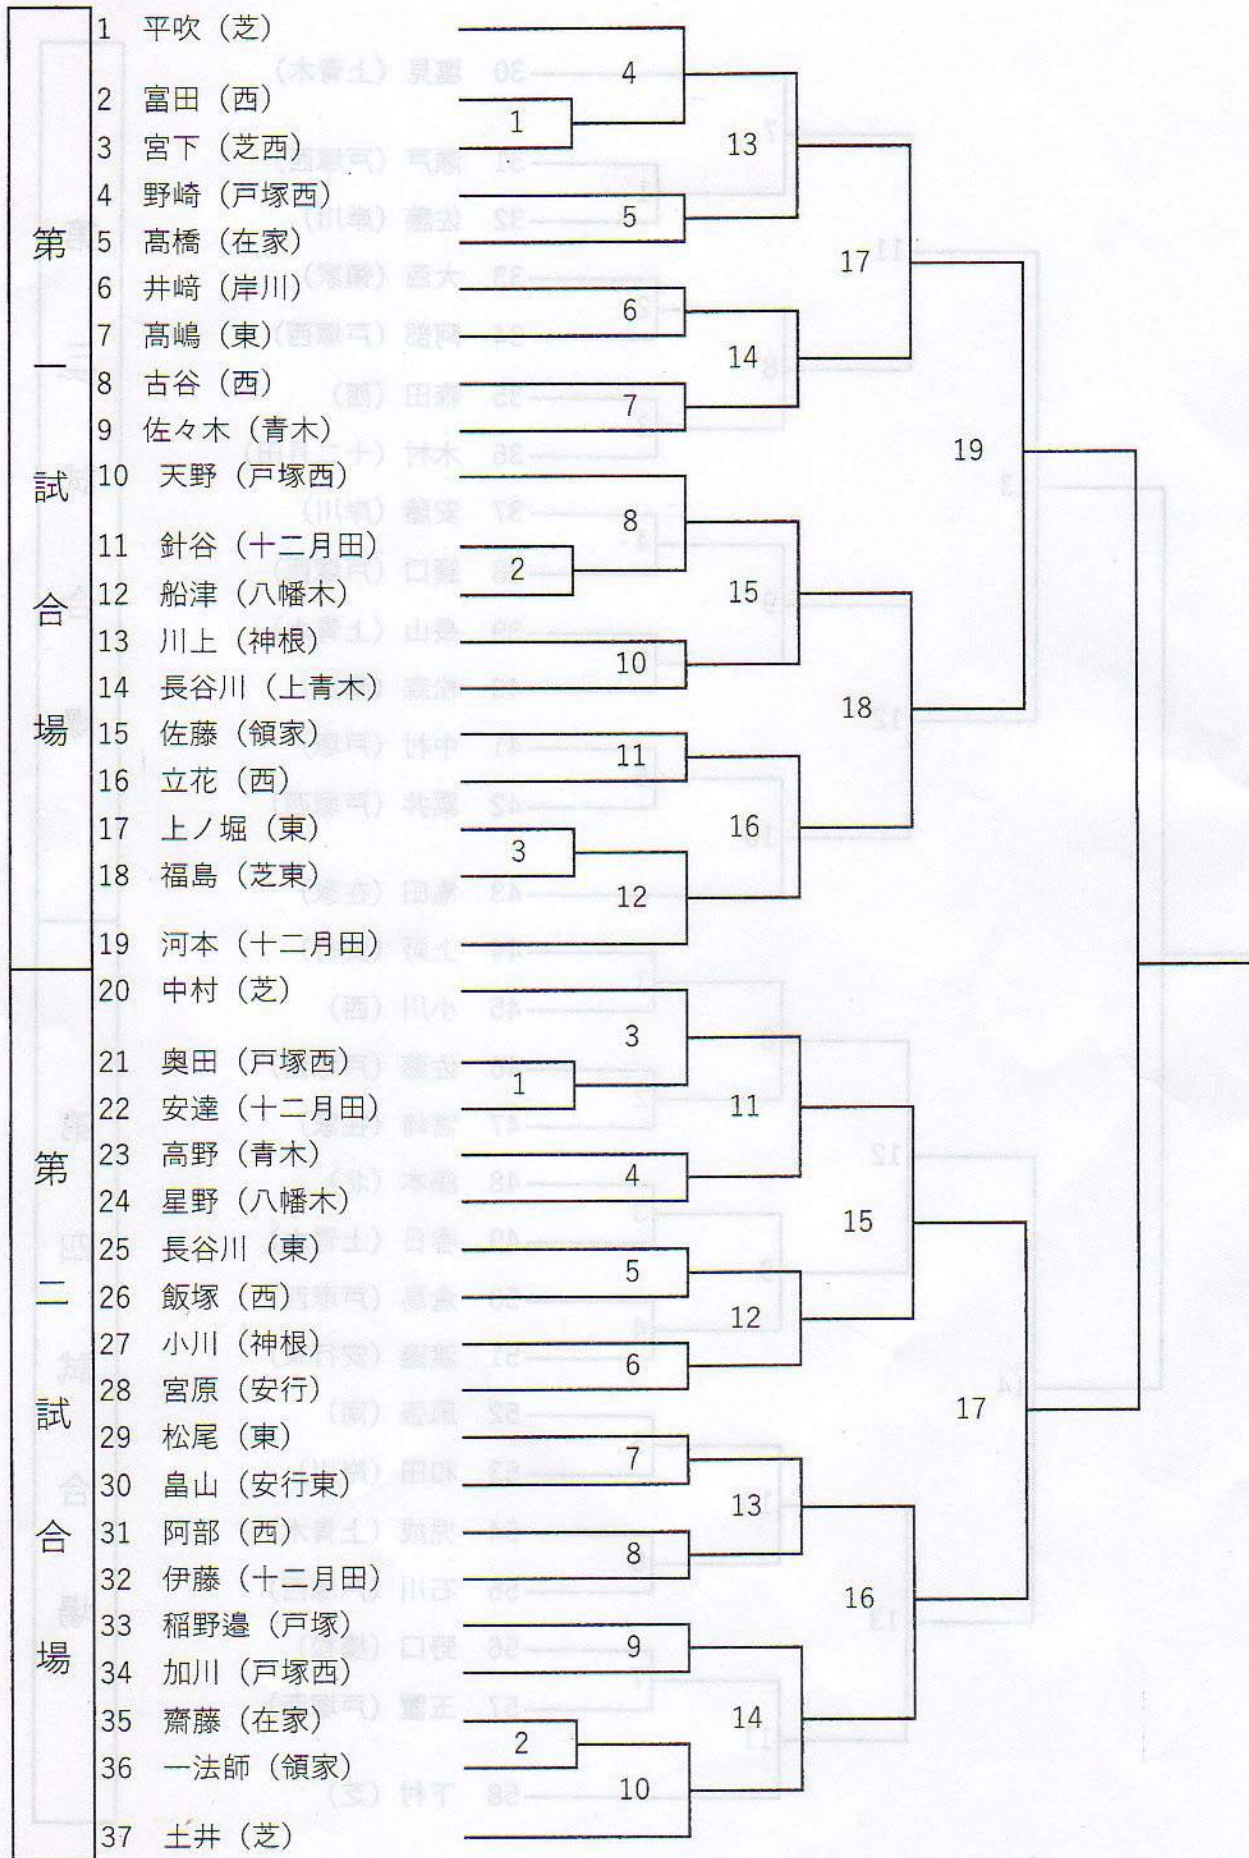 第一試合場
1 平吹（芝）
2 富田（西）
3 宮下（芝西）
4 野崎（戸塚西）
5 髙橋（在家）
6 井﨑（岸川）
7 髙嶋（東）
8 古谷（西）
9 佐々木（青木）
10 天野（戸塚西）
11 針谷（十二月田）
12 船津（八幡木）
13 川上（神根）
14 長谷川（上青木）
15 佐藤（領家）
16 立花（西）
17 上ノ堀（東）
18 福島（芝東）
19 河本（十二月田）
1
2
3
4
5
6
7
8
10
11
12
13
14
15
16
17
18
19
第二試合場
20 中村（芝）
21 奥田（戸塚西）
22 安達（十二月田）
23 高野（青木）
24 星野（八幡木）
25 長谷川（東）
26 飯塚（西）
27 小川（神根）
28 宮原（安行）
29 松尾（東）
30 畠山（安行東）
31 阿部（西）
32 伊藤（十二月田）
33 稲野邉（戸塚）
34 加川（戸塚西）
35 齋藤（在家）
36 一法師（領家）
37 土井（芝）
1
2
3
4
5
6
7
8
9
10
11
12
13
14
15
16
17